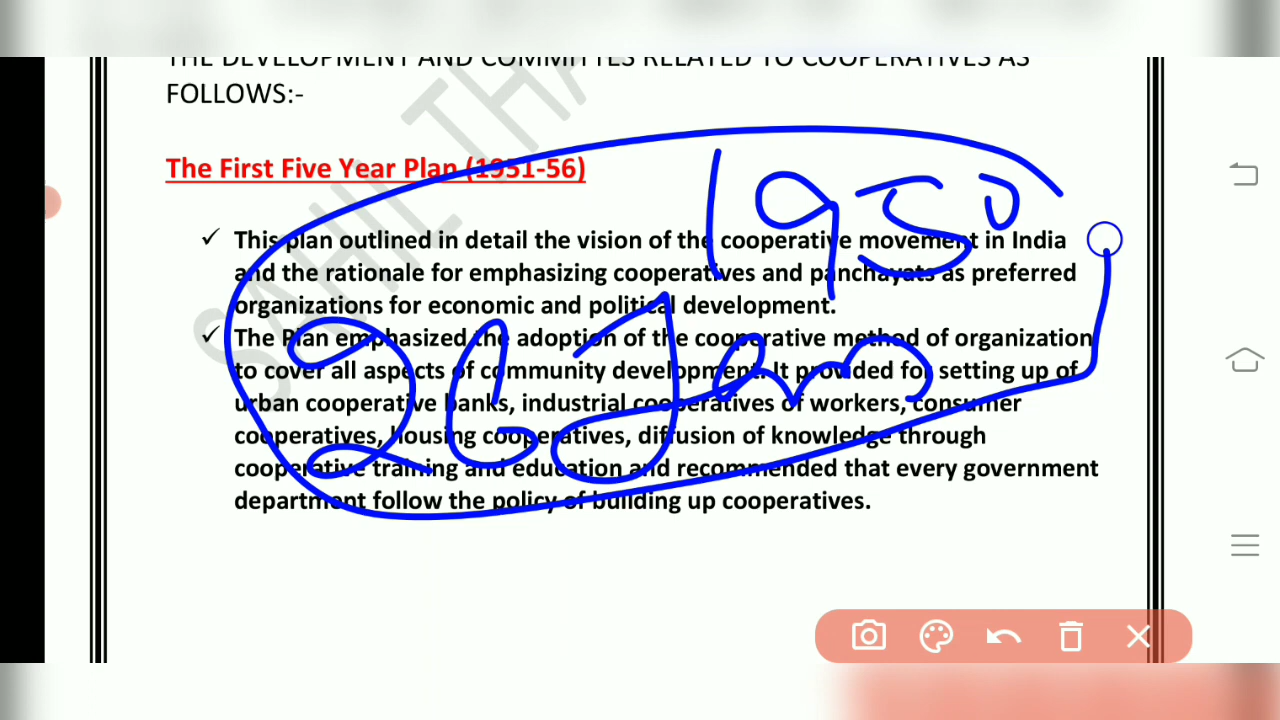 THE DEVELOPMENT AND COMMITTES RELATED TO COOPERATIVES AS
FOLLOWS:-
The First Five Year Plan (1951-56)
1950
✓ This plan outlined in detail the vision of the cooperative movement in India
and the rationale for emphasizing cooperatives and panchayats as preferred
organizations for economic and political development.
✓ The Plan emphasized the adoption of the cooperative method of organization
to cover all aspects of community development. It provided for setting up of
urban cooperative banks, industrial cooperatives of workers, consumer
cooperatives, housing cooperatives, diffusion of knowledge through
cooperative training and education and recommended that every government
department follow the policy of building up cooperatives.
26 Jan
SAHIL THA